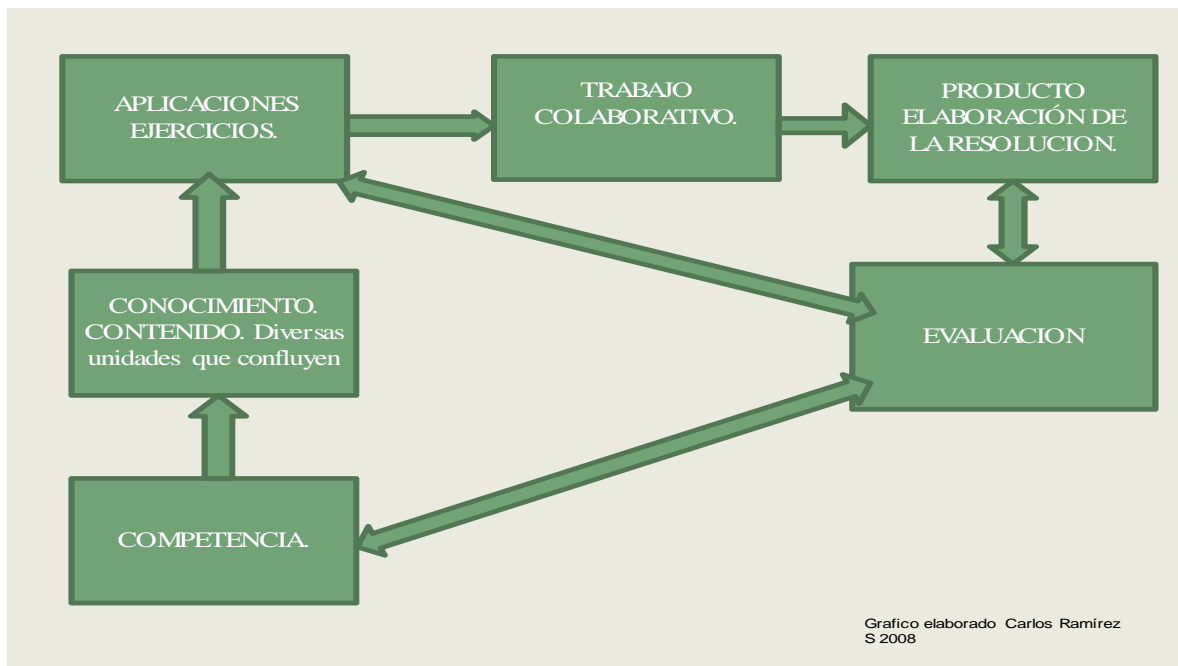 APLICACIONES
EJERCICIOS.
TRABAJO
COLABORATIVO.
PRODUCTO
ELABORACIÓN DE
LA RESOLUCION.
CONOCIMIENTO.
CONTENIDO. Diversas
unidades que confluyen
EVALUACION
COMPETENCIA.
Grafico elaborado Carlos Ramírez
S 2008